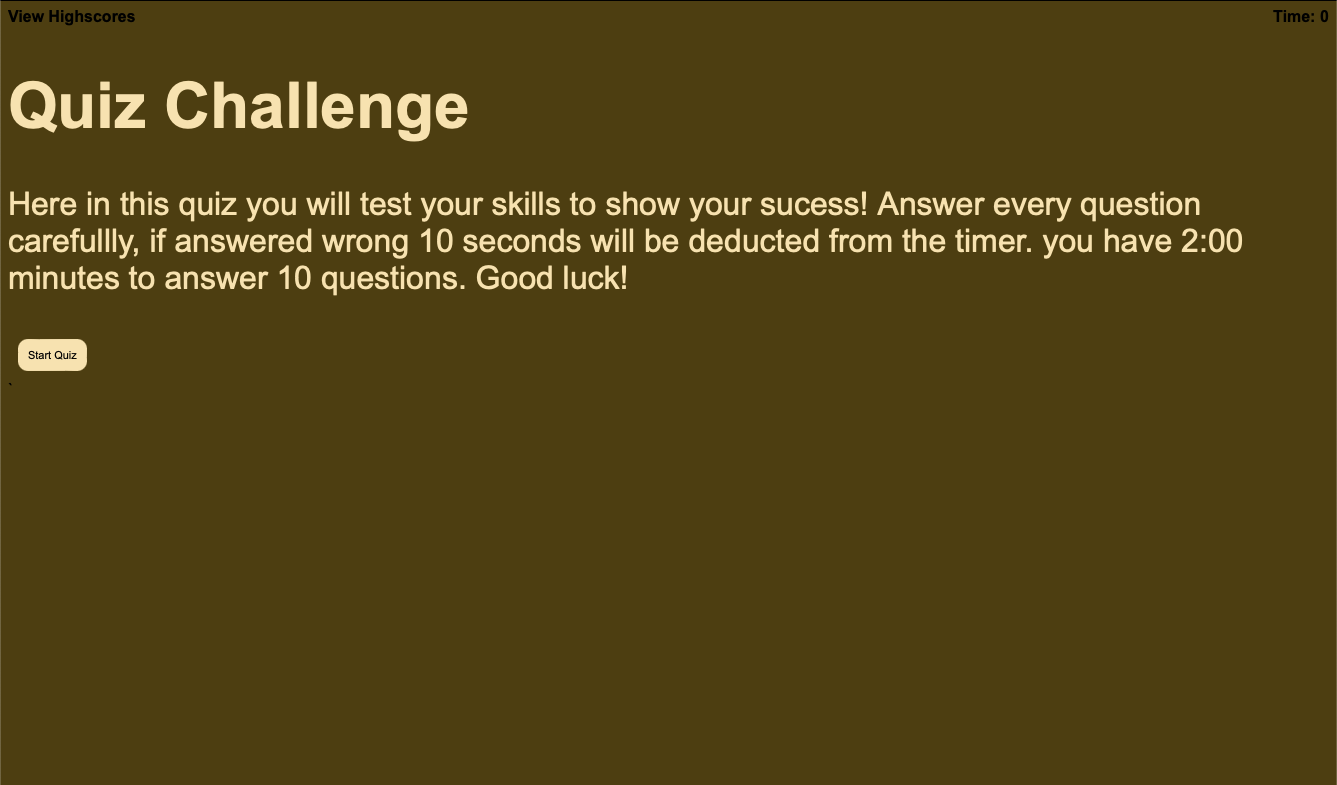 View Highscores
Time: 0
Quiz Challenge
Here in this quiz you will test your skills to show your sucess! Answer every question
carefullly, if answered wrong 10 seconds will be deducted from the timer. you have 2:00
minutes to answer 10 questions. Good luck!
Start Quiz
`